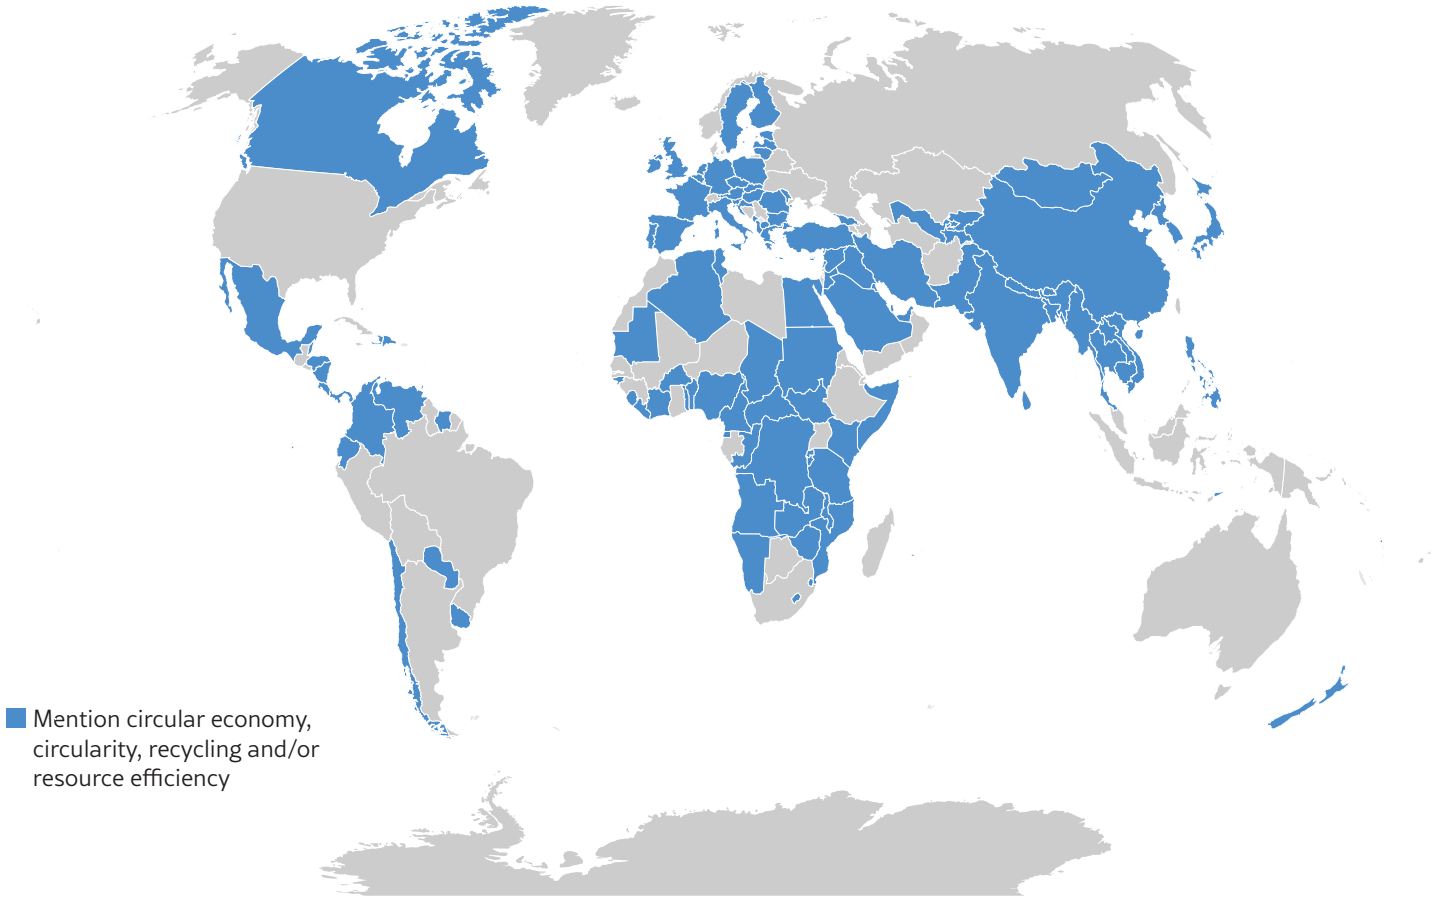 Mention circular economy,
circularity, recycling and/or
resource efficiency